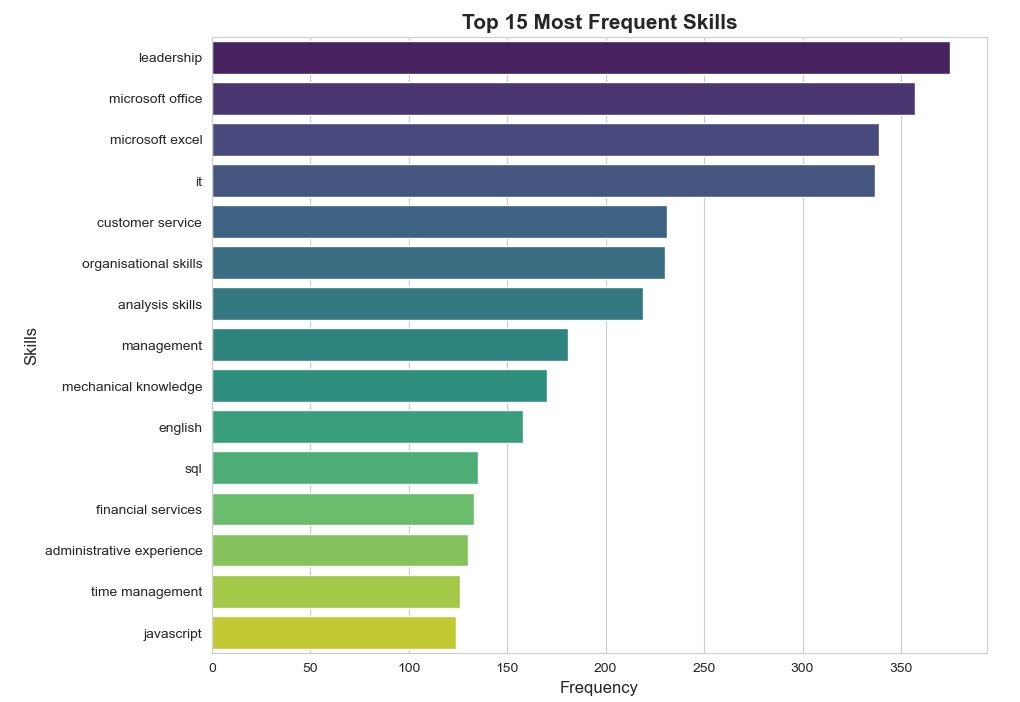 Top 15 Most Frequent Skills
leadership
microsoft office
microsoft excel
it
customer service
organisational skills
analysis skills
management
mechanical knowledge
english
sql
financial services
administrative experience
time management
javascript
Skills
0 50 100 150 200 250 300 350
Frequency